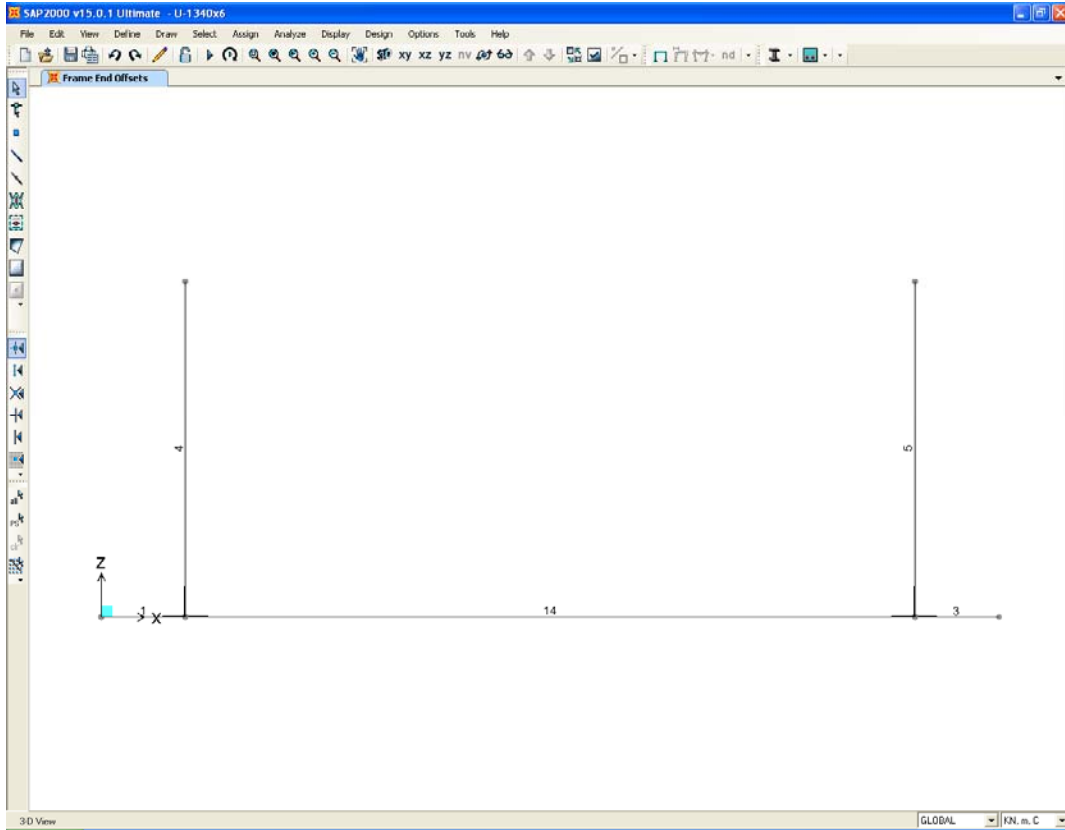 SAP2000 v15.0.1 Ultimate - U-1340x6
File Edit View Define Draw Select Assign Analyze Display Design Options Tools Help
xy xz yz nv nd
Frame End Offsets
4
5
Z
1
X
14
3
3-D View
GLOBAL
KN, m, C